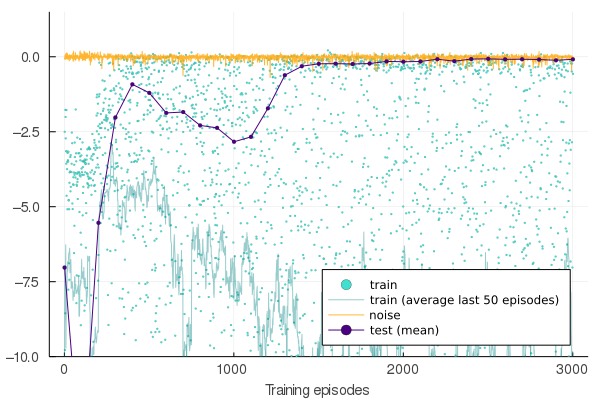 0.0
−2.5
−5.0
−7.5
−10.0
train
train (average last 50 episodes)
noise
test (mean)
0
1000
2000
3000
Training episodes